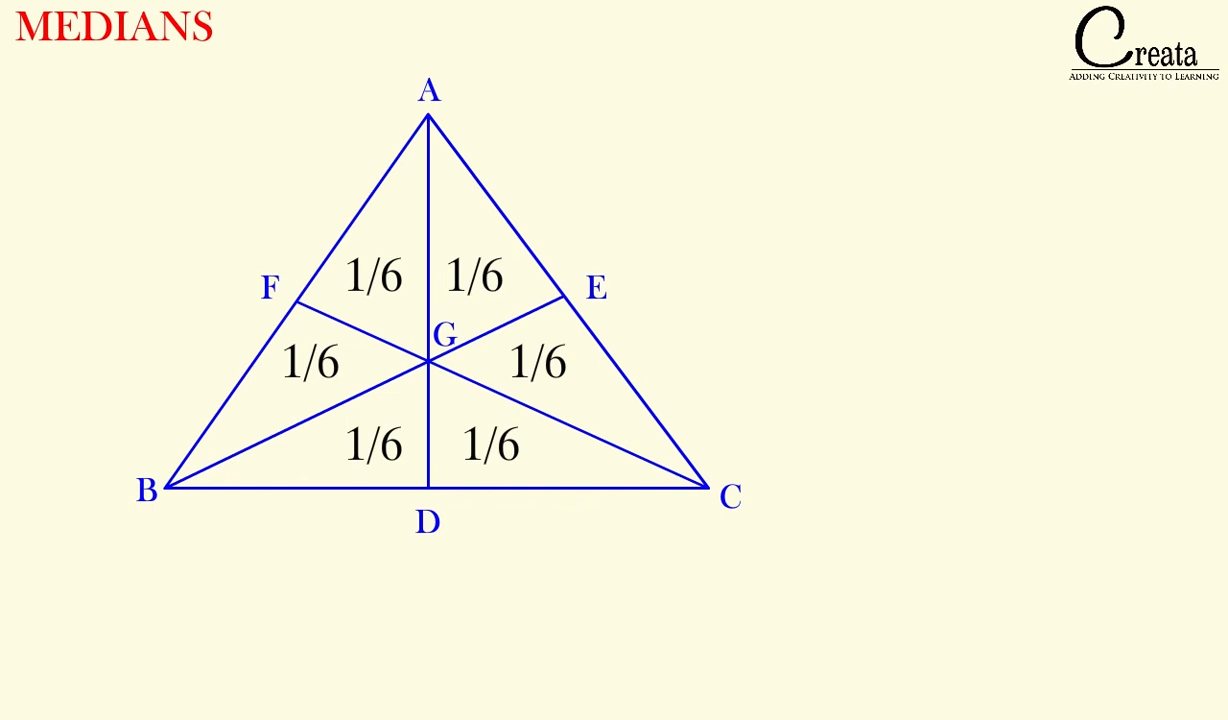 MEDIANS
Creata
ADDING CREATIVITY TO LEARNING
A
1/6 1/6
F E
G
1/6 1/6
1/6 1/6
B C
D